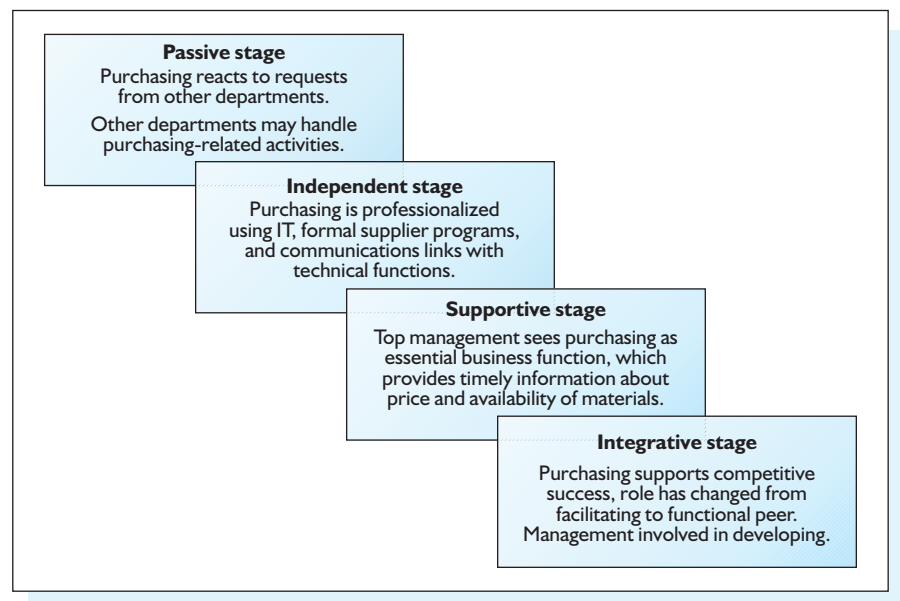 Passive stage
Purchasing reacts to requests
from other departments.
Other departments may handle
purchasing-related activities.
Independent stage
Purchasing is professionalized
using IT, formal supplier programs,
and communications links with
technical functions.
Supportive stage
Top management sees purchasing as
essential business function, which
provides timely information about
price and availability of materials.
Integrative stage
Purchasing supports competitive
success, role has changed from
facilitating to functional peer.
Management involved in developing.